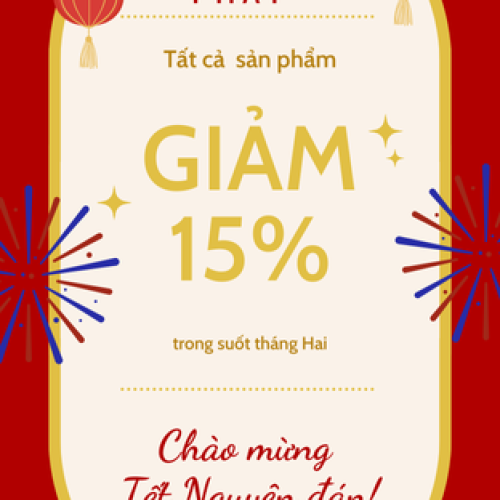 Tất cả sản phẩm
GIẢM
15%
trong suốt tháng Hai
Chào mừng
Tết Nguyên đán!